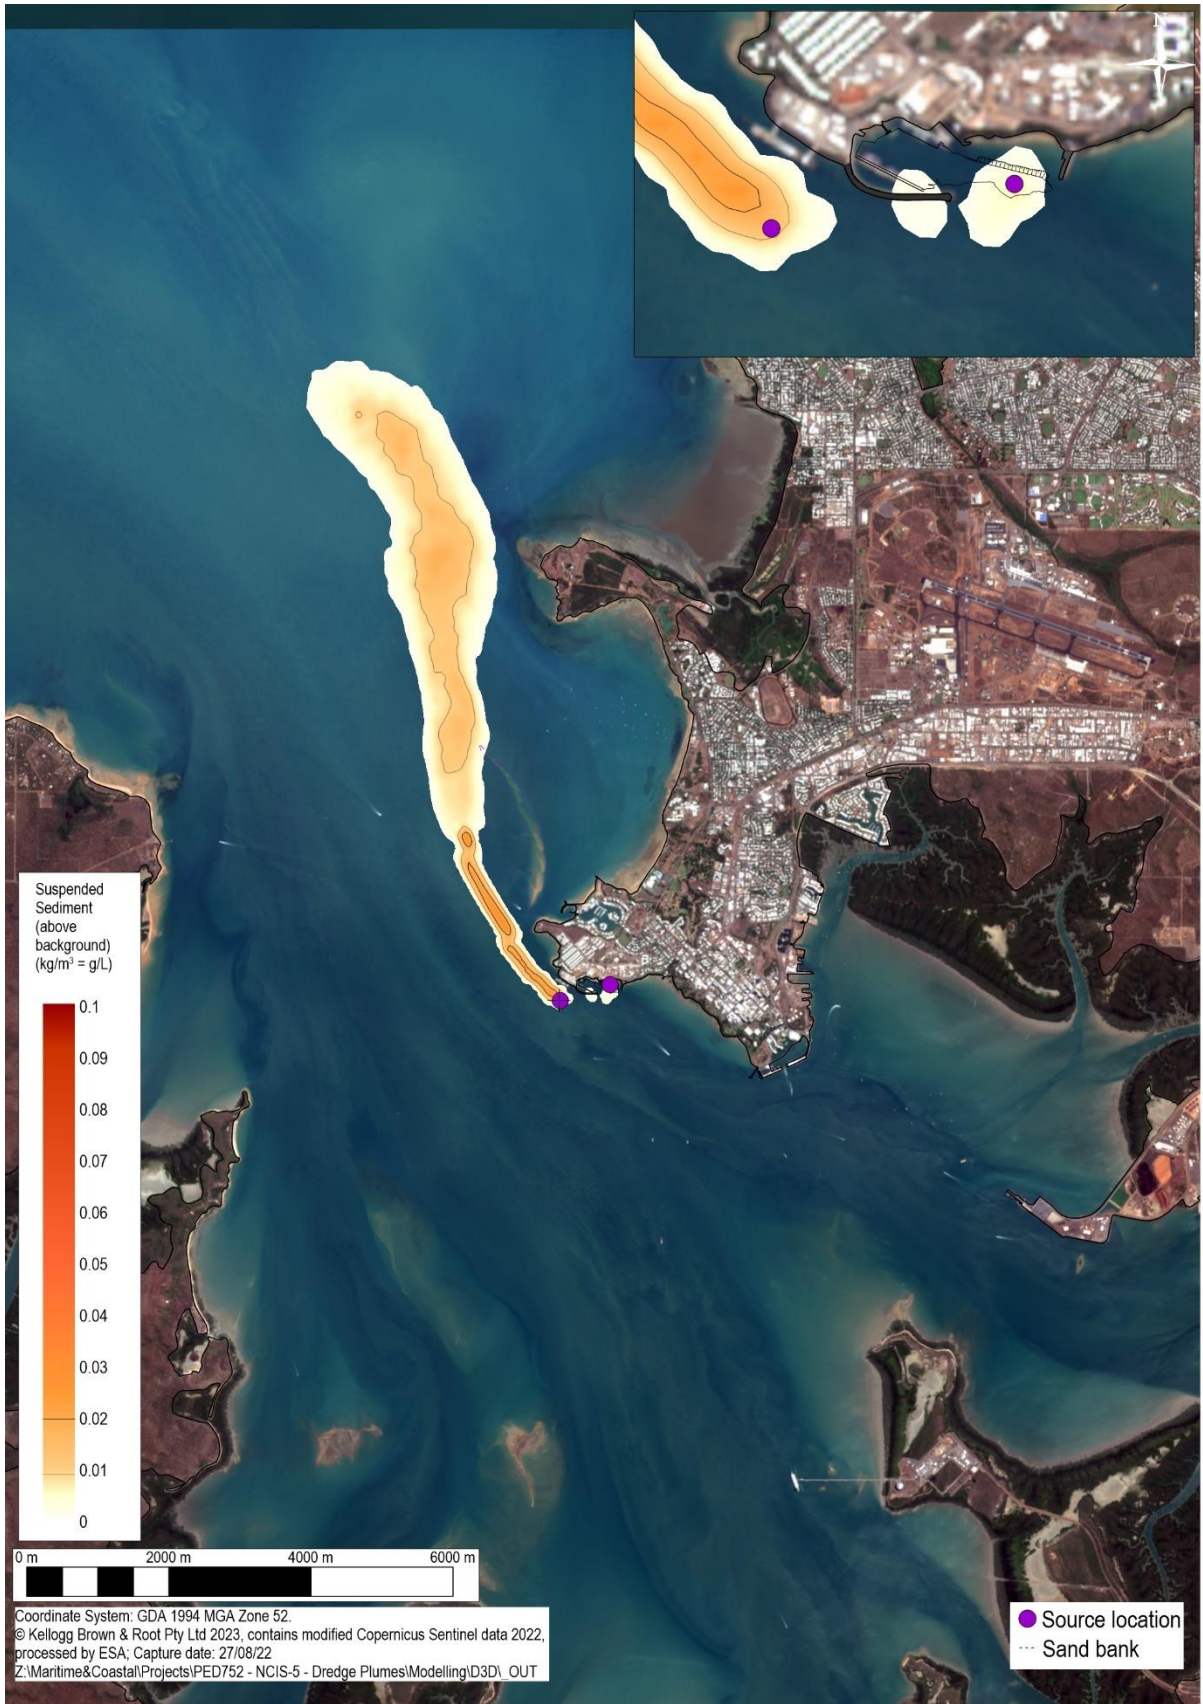 N
Suspended
Sediment
(above
background)
(kg/m³ = g/L)
0.1
0.09
0.08
0.07
0.06
0.05
0.04
0.03
0.02
0.01
0
0 m 2000 m 4000 m 6000 m
Coordinate System: GDA 1994 MGA Zone 52.
© Kellogg Brown & Root Pty Ltd 2023, contains modified Copernicus Sentinel data 2022,
processed by ESA; Capture date: 27/08/22
Z:\Maritime&Coastal\Projects\PED752 - NCIS-5 - Dredge Plumes\Modelling\D3D\_OUT
Source location
Sand bank